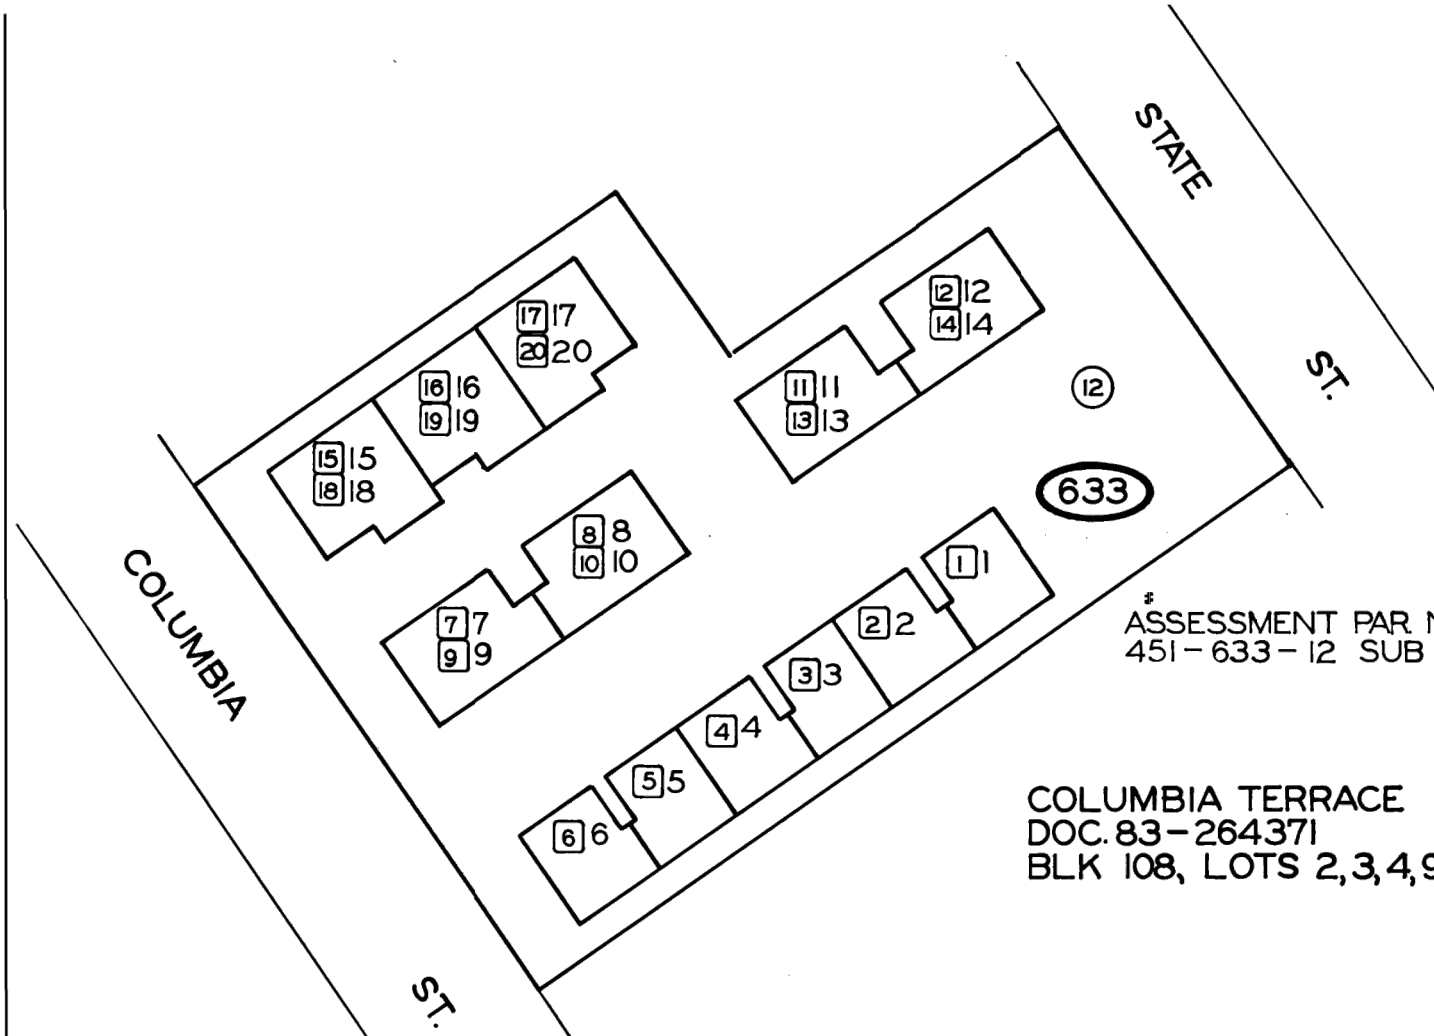 STATE
ST.
[12] 12
[14] 14
[17] 17
[20] 20
[11] 11
[13] 13
[16] 16
[19] 19
(12)
[15] 15
[18] 18
633
[8] 8
[10] 10
[1] 1
[7] 7
[9] 9
[2] 2
[3] 3
[4] 4
[5] 5
[6] 6
COLUMBIA
ST.
ASSESSMENT PAR.
451-633-12 SUB
COLUMBIA TERRACE
DOC. 83-264371
BLK 108, LOTS 2,3,4,9